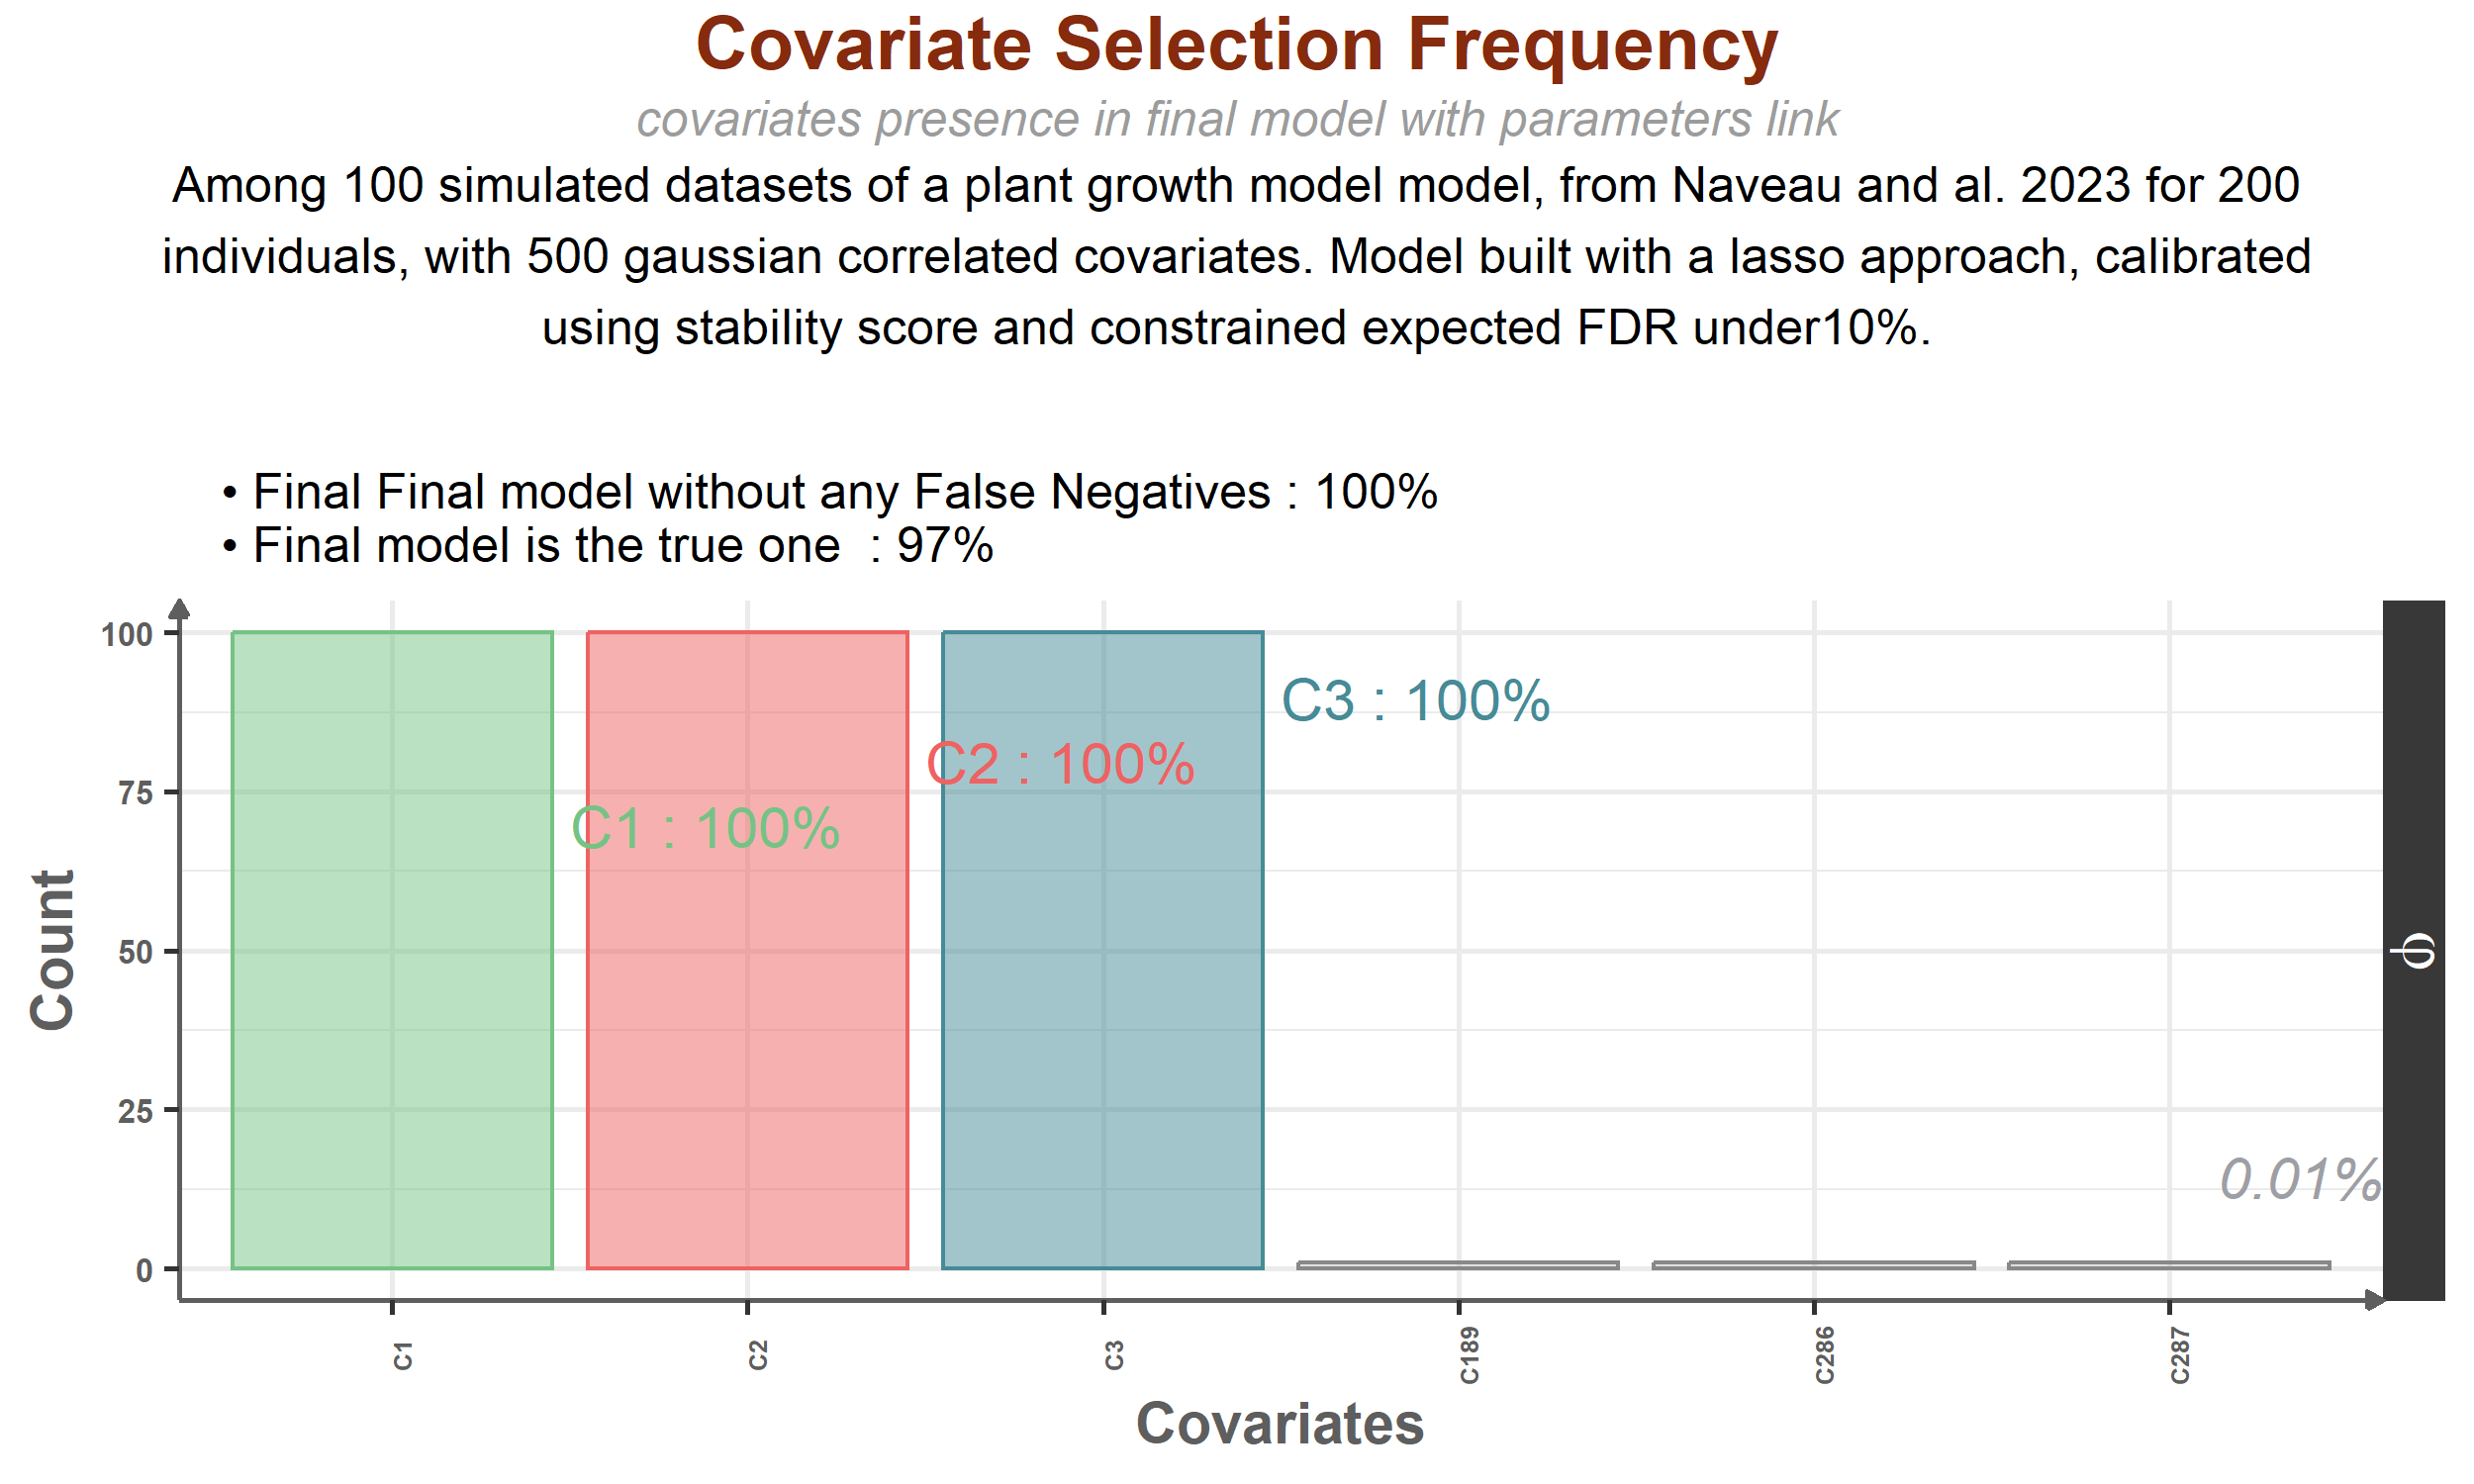 Covariate Selection Frequency
covariates presence in final model with parameters link
Among 100 simulated datasets of a plant growth model model, from Naveau and al. 2023 for 200
individuals, with 500 gaussian correlated covariates. Model built with a lasso approach, calibrated
using stability score and constrained expected FDR under10%.
• Final Final model without any False Negatives : 100%
• Final model is the true one  : 97%
100
75
50
25
0
Count
C1 : 100%
C2 : 100%
C3 : 100%
0.01%
φ
C1
C2
C3
C189
C286
C287
Covariates